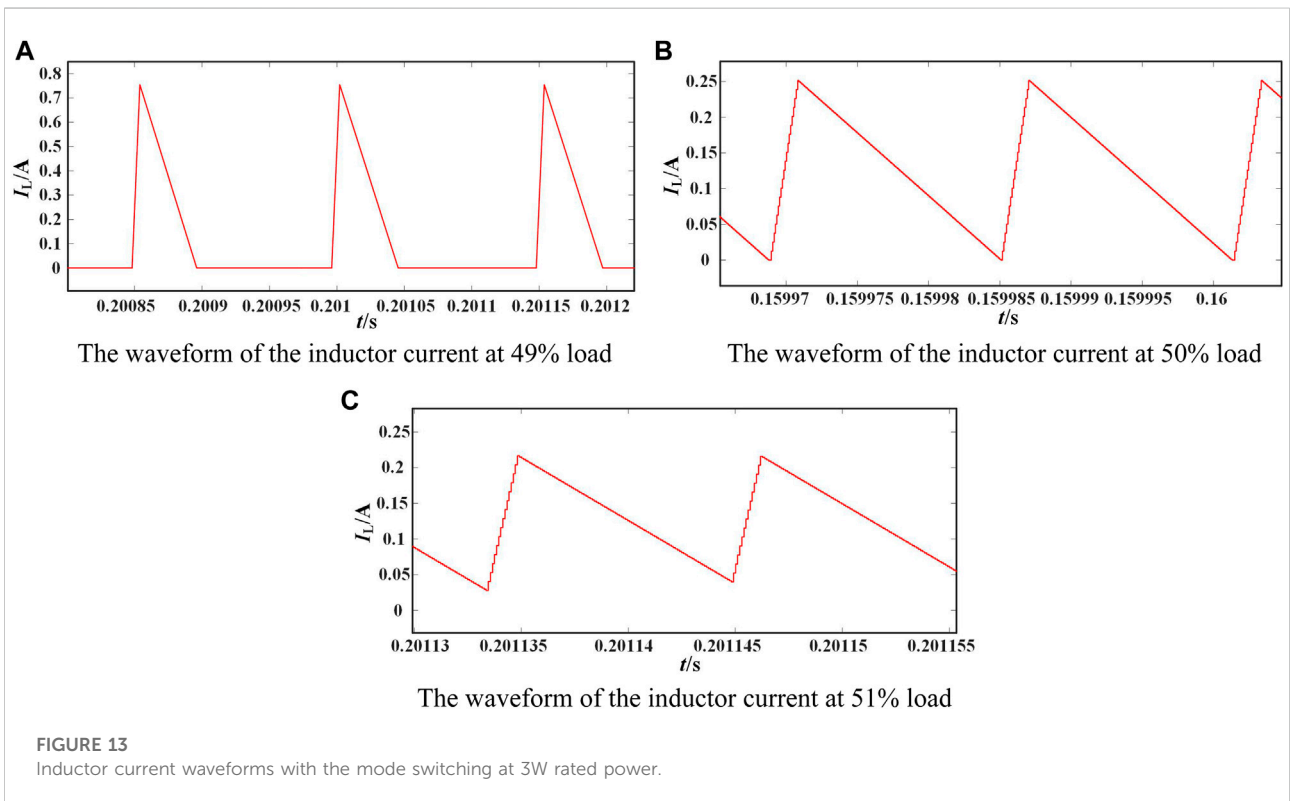 A
0.8
0.7
0.6
0.5
0.4
0.3
0.2
0.1
0
I_L/A
0.20085 0.2009 0.20095 0.201 0.20105 0.2011 0.20115 0.2012
t/s
The waveform of the inductor current at 49% load
B
0.25
0.2
0.15
0.1
0.05
0
I_L/A
0.15997 0.159975 0.15998 0.159985 0.15999 0.159995 0.16
t/s
The waveform of the inductor current at 50% load
C
0.25
0.2
0.15
0.1
0.05
0
I_L/A
0.20113 0.201135 0.20114 0.201145 0.20115 0.201155
t/s
The waveform of the inductor current at 51% load
FIGURE 13
Inductor current waveforms with the mode switching at 3W rated power.